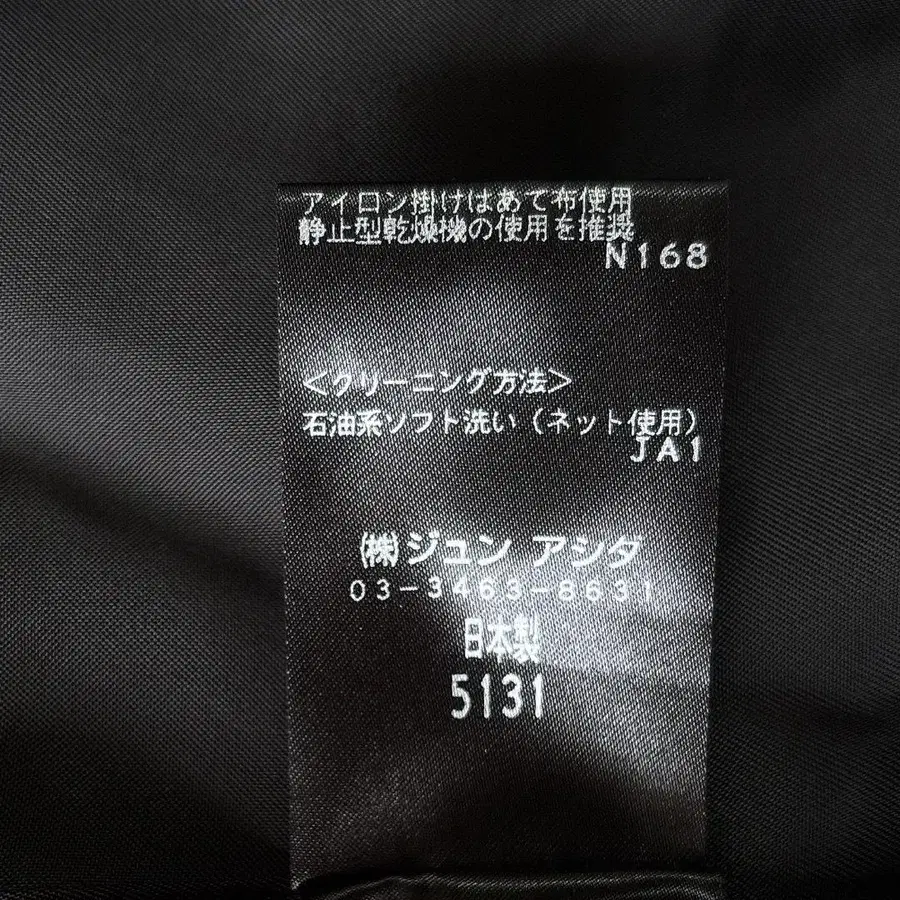 アイロン掛けはあて布使用
静止型乾燥機の使用を推奨
N168
<クリーニング方法>
石油系ソフト洗い(ネット使用)
JA1
(株)ジュン アシダ
03-3463-8631
日本製
5131